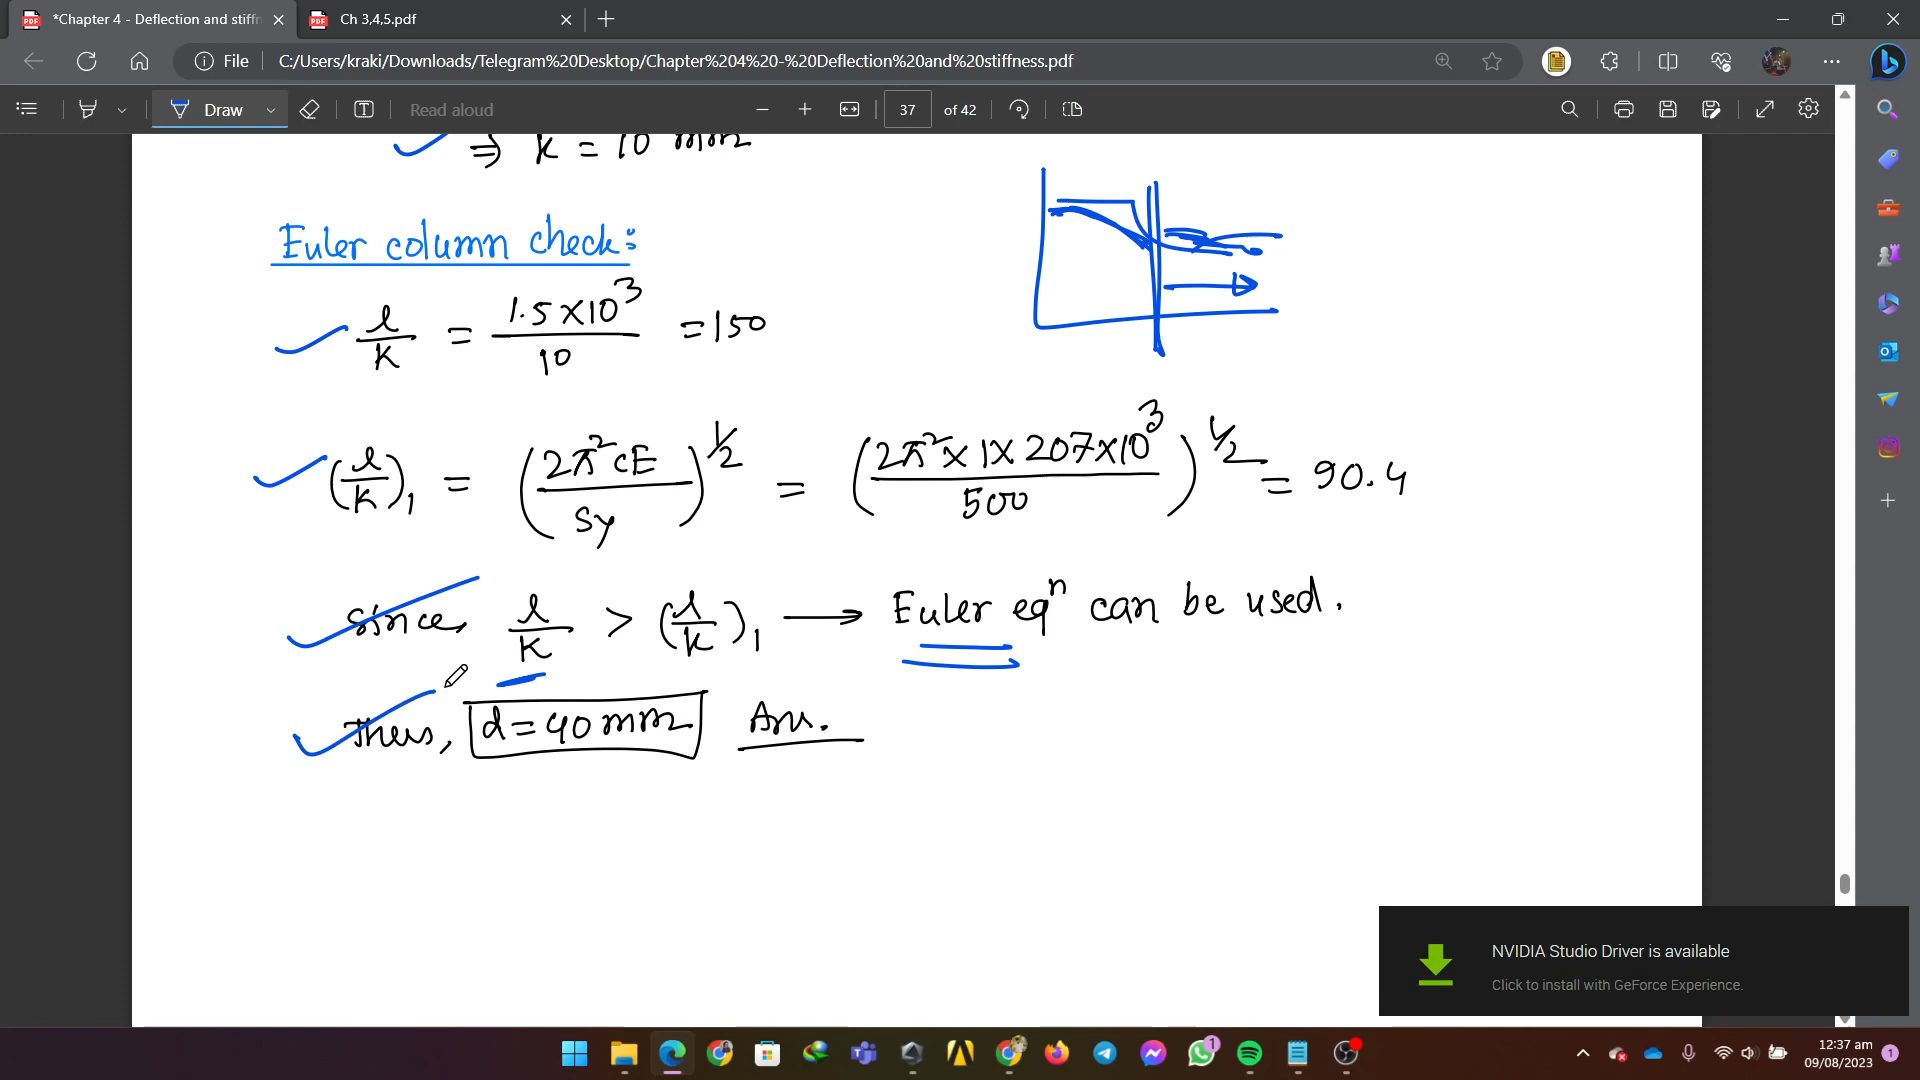 *Chapter 4 - Deflection and stiffn
Ch 3,4,5.pdf
File
C:/Users/kraki/Downloads/Telegram%20Desktop/Chapter%204%20-%20Deflection%20and%20stiffness.pdf
Draw
Read aloud
37 of 42
⇒ k = 10 mm
Euler column check:
l/k = 1.5×10³/10 = 150
(l/k)₁ = (2π²CE/Sy)^1/2 = (2π²×1×207×10³/500)^1/2 = 90.4
Since, l/k > (l/k)₁ → Euler eqⁿ can be used.
Thus, d = 40 mm Ans.
NVIDIA Studio Driver is available
Click to install with GeForce Experience.
1
12:37 am
09/08/2023
1